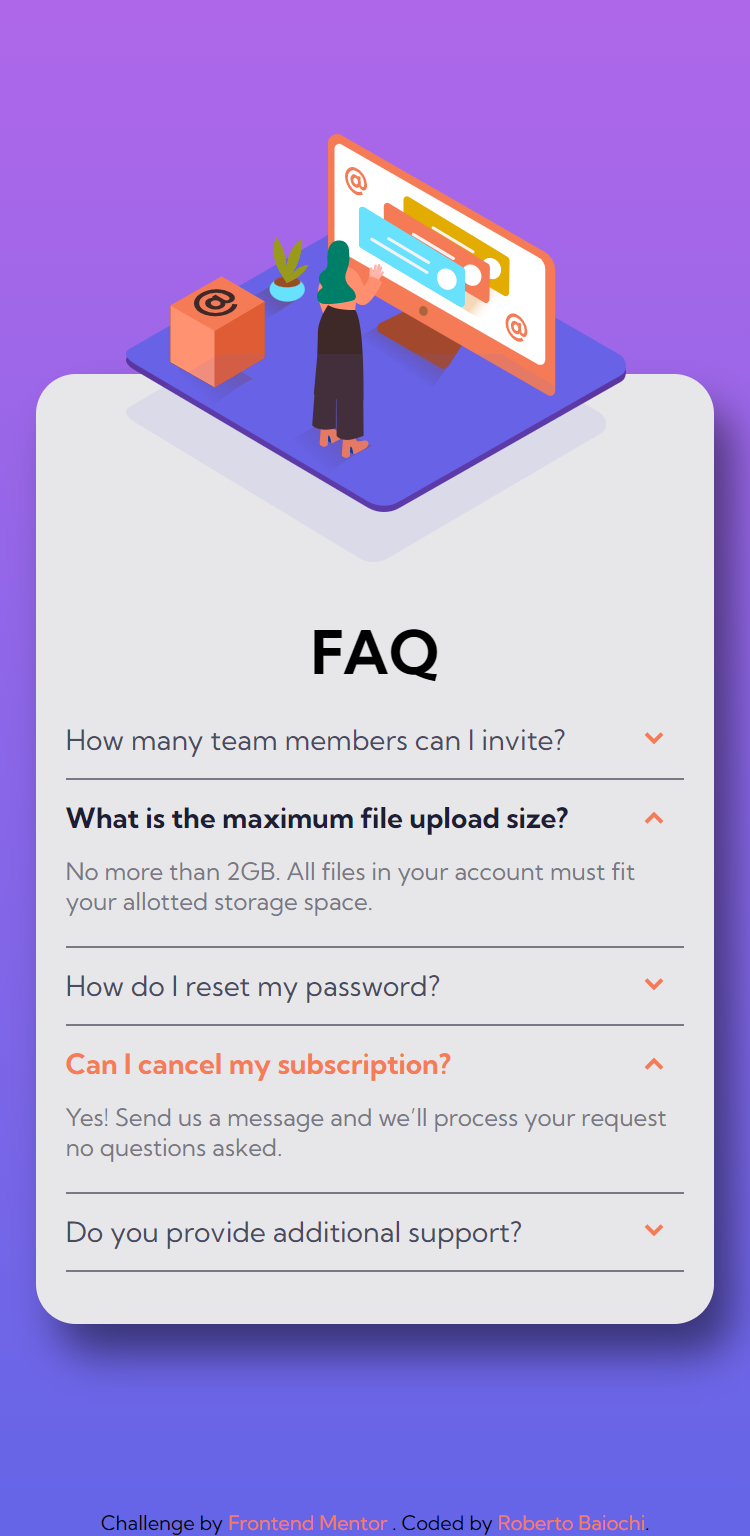 @
@
@
FAQ
How many team members can I invite?
What is the maximum file upload size?
No more than 2GB. All files in your account must fit
your allotted storage space.
How do I reset my password?
Can I cancel my subscription?
Yes! Send us a message and we’ll process your request
no questions asked.
Do you provide additional support?
Challenge by Frontend Mentor . Coded by Roberto Baiochi.